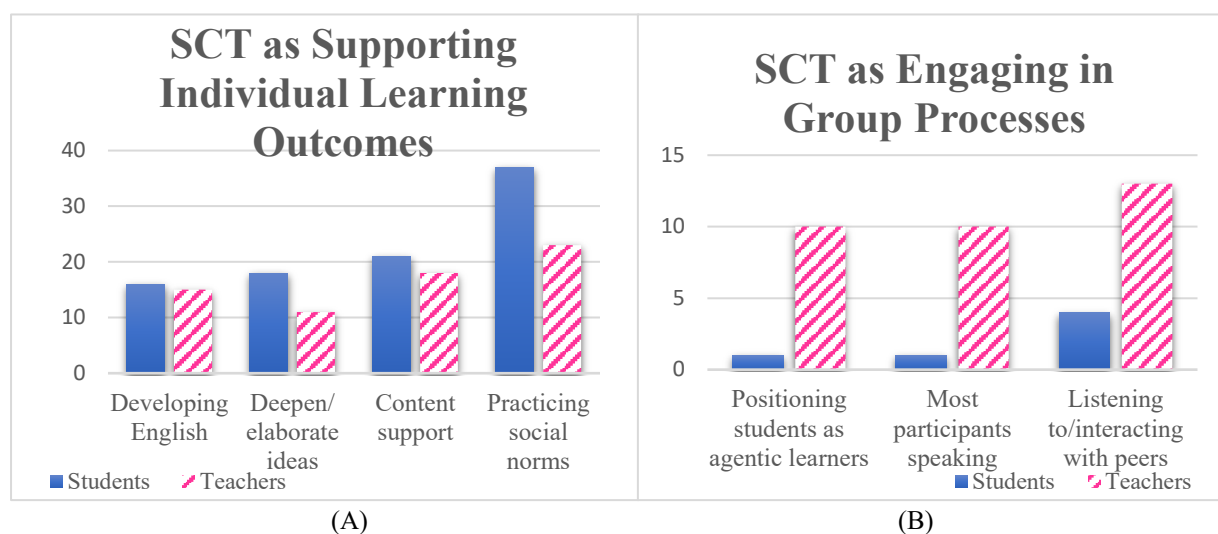 SCT as Supporting
Individual Learning
Outcomes
40
30
20
10
0
Developing
English
Deepen/
elaborate
ideas
Content
support
Practicing
social
norms
Students
Teachers
(A)
SCT as Engaging in
Group Processes
15
10
5
0
Positioning
students as
agentic learners
Most
participants
speaking
Listening
to/interacting
with peers
Students
Teachers
(B)